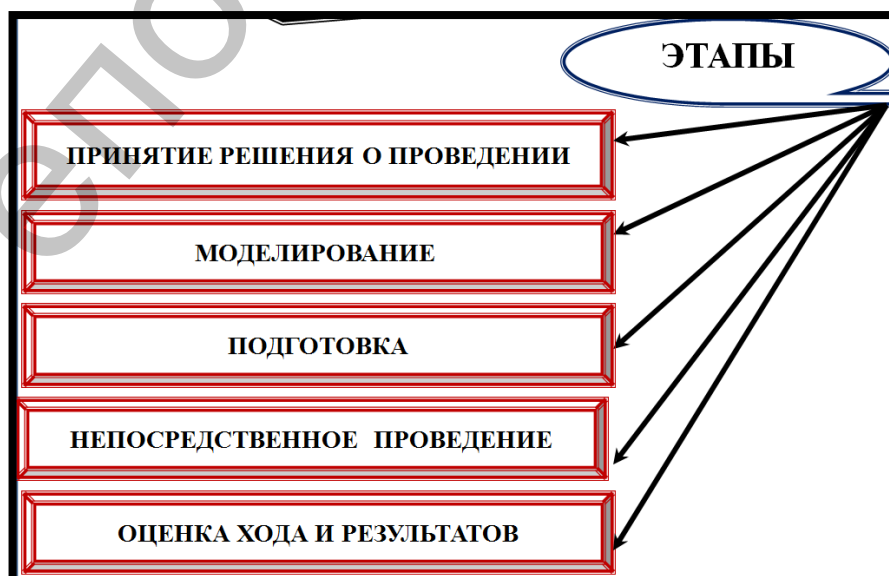 ЭТАПЫ
ПРИНЯТИЕ РЕШЕНИЯ О ПРОВЕДЕНИИ
МОДЕЛИРОВАНИЕ
ПОДГОТОВКА
НЕПОСРЕДСТВЕННОЕ ПРОВЕДЕНИЕ
ОЦЕНКА ХОДА И РЕЗУЛЬТАТОВ